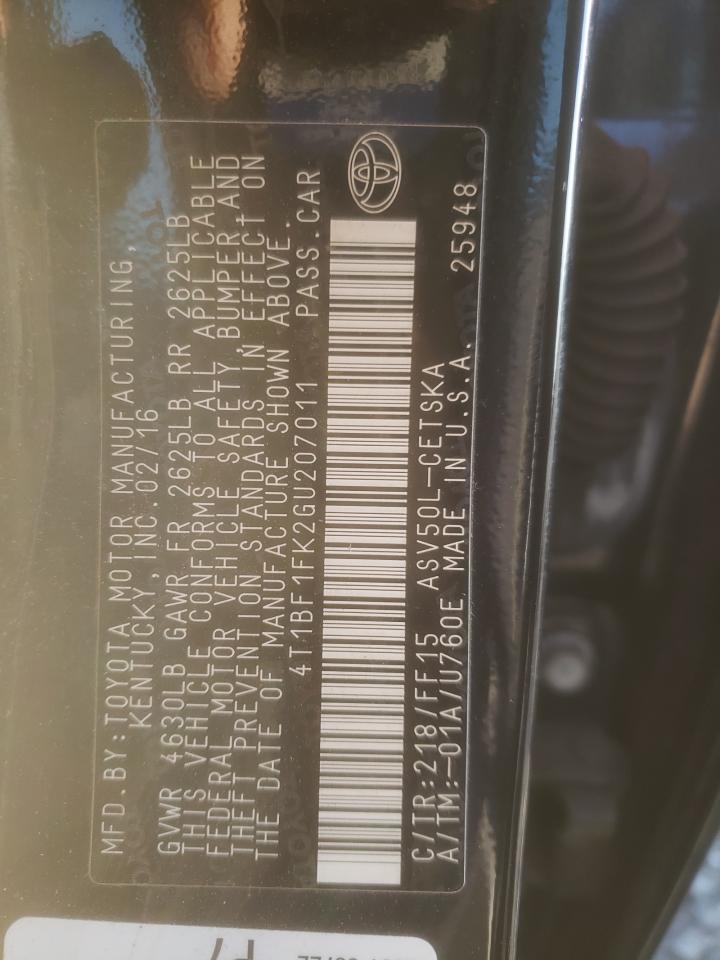 MFD.BY:TOYOTA MOTOR MANUFACTURING,
KENTUCKY, INC. 02/16
GVWR 4630LB GAWR FR 2625LB RR 2625LB
THIS VEHICLE CONFORMS TO ALL APPLICABLE
FEDERAL MOTOR VEHICLE SAFETY, BUMPER, AND
THEFT PREVENTION STANDARDS IN EFFECT ON
THE DATE OF MANUFACTURE SHOWN ABOVE.
4T1BF1FK2GU207011 PASS.CAR
C/TR:218/FF15 ASV50L-CETSKA
A/TM:-01A/U760E MADE IN U.S.A. 25948